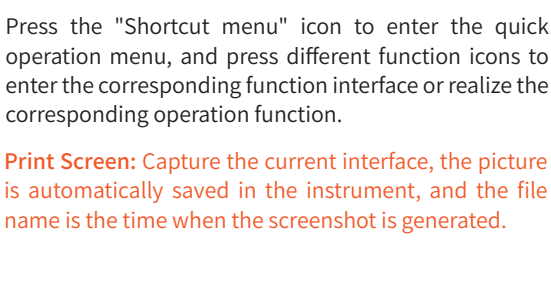 Press the "Shortcut menu" icon to enter the quick
operation menu, and press different function icons to
enter the corresponding function interface or realize the
corresponding operation function.
Print Screen: Capture the current interface, the picture
is automatically saved in the instrument, and the file
name is the time when the screenshot is generated.